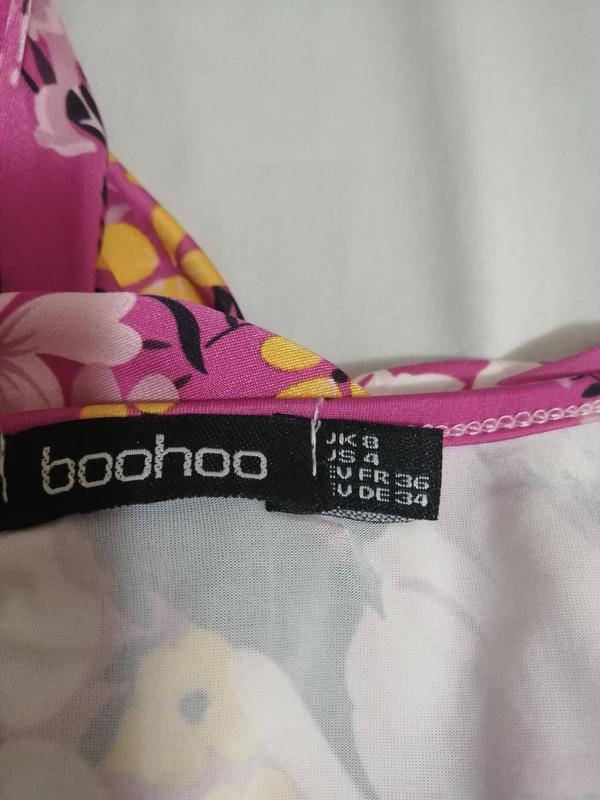 boohoo
UK 8
US 4
EU FR 36
EU DE 34